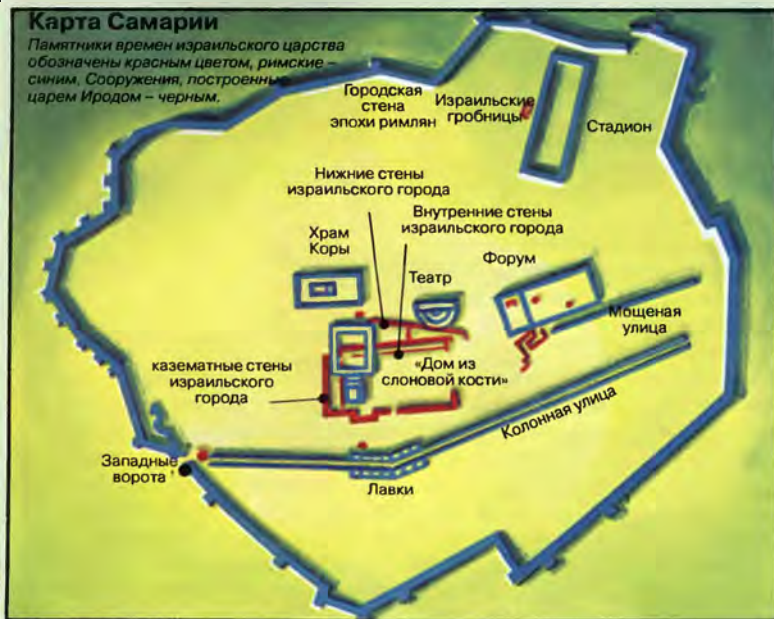 Карта Самарии
Памятники времен израильского царства
обозначены красным цветом, римские –
синим. Сооружения, построенные
царем Иродом – черным.
Городская
стена
эпохи римлян
Израильские
гробницы
Стадион
Нижние стены
израильского города
Внутренние стены
израильского города
Храм
Коры
Театр
Форум
Мощеная
улица
казематные стены
израильского
города
«Дом из
слоновой кости»
Колонная улица
Западные
ворота
Лавки